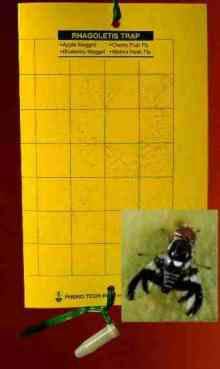 RHAGOLETIS TRAP
•Apple Maggot •Cherry Fruit Fly
•Blueberry Maggot •Walnut Husk Fly
PHERO TECH